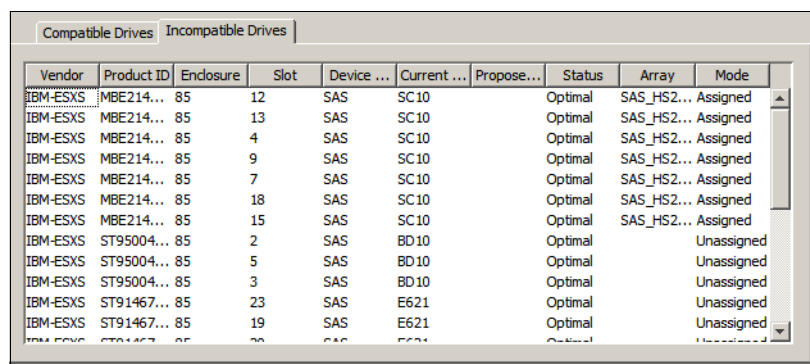 Compatible Drives Incompatible Drives
Vendor Product ID Enclosure Slot Device ... Current ... Propose... Status Array Mode
IBM-ESXS MBE214... 85 12 SAS SC10 Optimal SAS_HS2... Assigned
IBM-ESXS MBE214... 85 13 SAS SC10 Optimal SAS_HS2... Assigned
IBM-ESXS MBE214... 85 4 SAS SC10 Optimal SAS_HS2... Assigned
IBM-ESXS MBE214... 85 9 SAS SC10 Optimal SAS_HS2... Assigned
IBM-ESXS MBE214... 85 7 SAS SC10 Optimal SAS_HS2... Assigned
IBM-ESXS MBE214... 85 18 SAS SC10 Optimal SAS_HS2... Assigned
IBM-ESXS MBE214... 85 15 SAS SC10 Optimal SAS_HS2... Assigned
IBM-ESXS ST95004... 85 2 SAS BD10 Optimal Unassigned
IBM-ESXS ST95004... 85 5 SAS BD10 Optimal Unassigned
IBM-ESXS ST95004... 85 3 SAS BD10 Optimal Unassigned
IBM-ESXS ST91467... 85 23 SAS E621 Optimal Unassigned
IBM-ESXS ST91467... 85 19 SAS E621 Optimal Unassigned